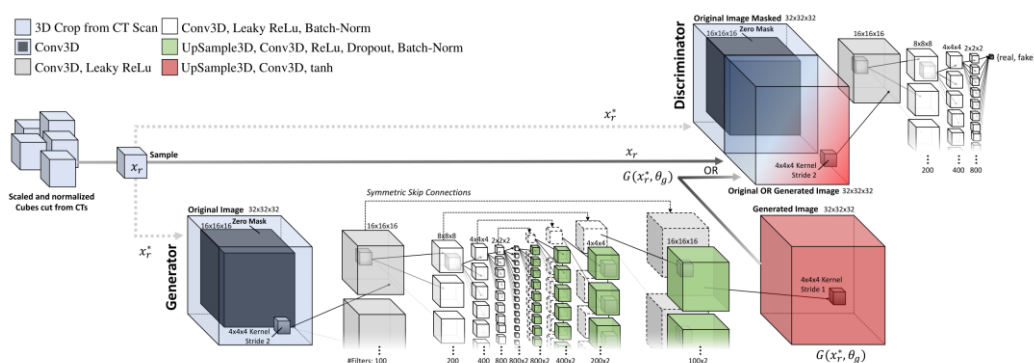 3D Crop from CT Scan
Conv3D
Conv3D, Leaky ReLu
Conv3D, Leaky ReLu, Batch-Norm
UpSample3D, Conv3D, ReLu, Dropout, Batch-Norm
UpSample3D, Conv3D, tanh
Discriminator
Original Image Masked 32x32x32
16x16x16
Zero Mask
16x16x16
8x8x8
4x4x4
2x2x2
{real, fake
4x4x4 Kernel
Stride 2
200
400
800
Original OR Generated Image 32x32x32
x*r
xr
OR
G(x*r, θg)
Sample
xr
Scaled and normalized
Cubes cut from CTs
x*r
Generator
Original Image 32x32x32
16x16x16
Zero Mask
4x4x4 Kernel
Stride 2
Symmetric Skip Connections
16x16x16
8x8x8
4x4x4
2x2x2
4x4x4
16x16x16
#Filters: 100
200
400
800
800x2
800x2
400x2
200x2
100x2
Generated Image 32x32x32
4x4x4 Kernel
Stride 1
G(x*r, θg)